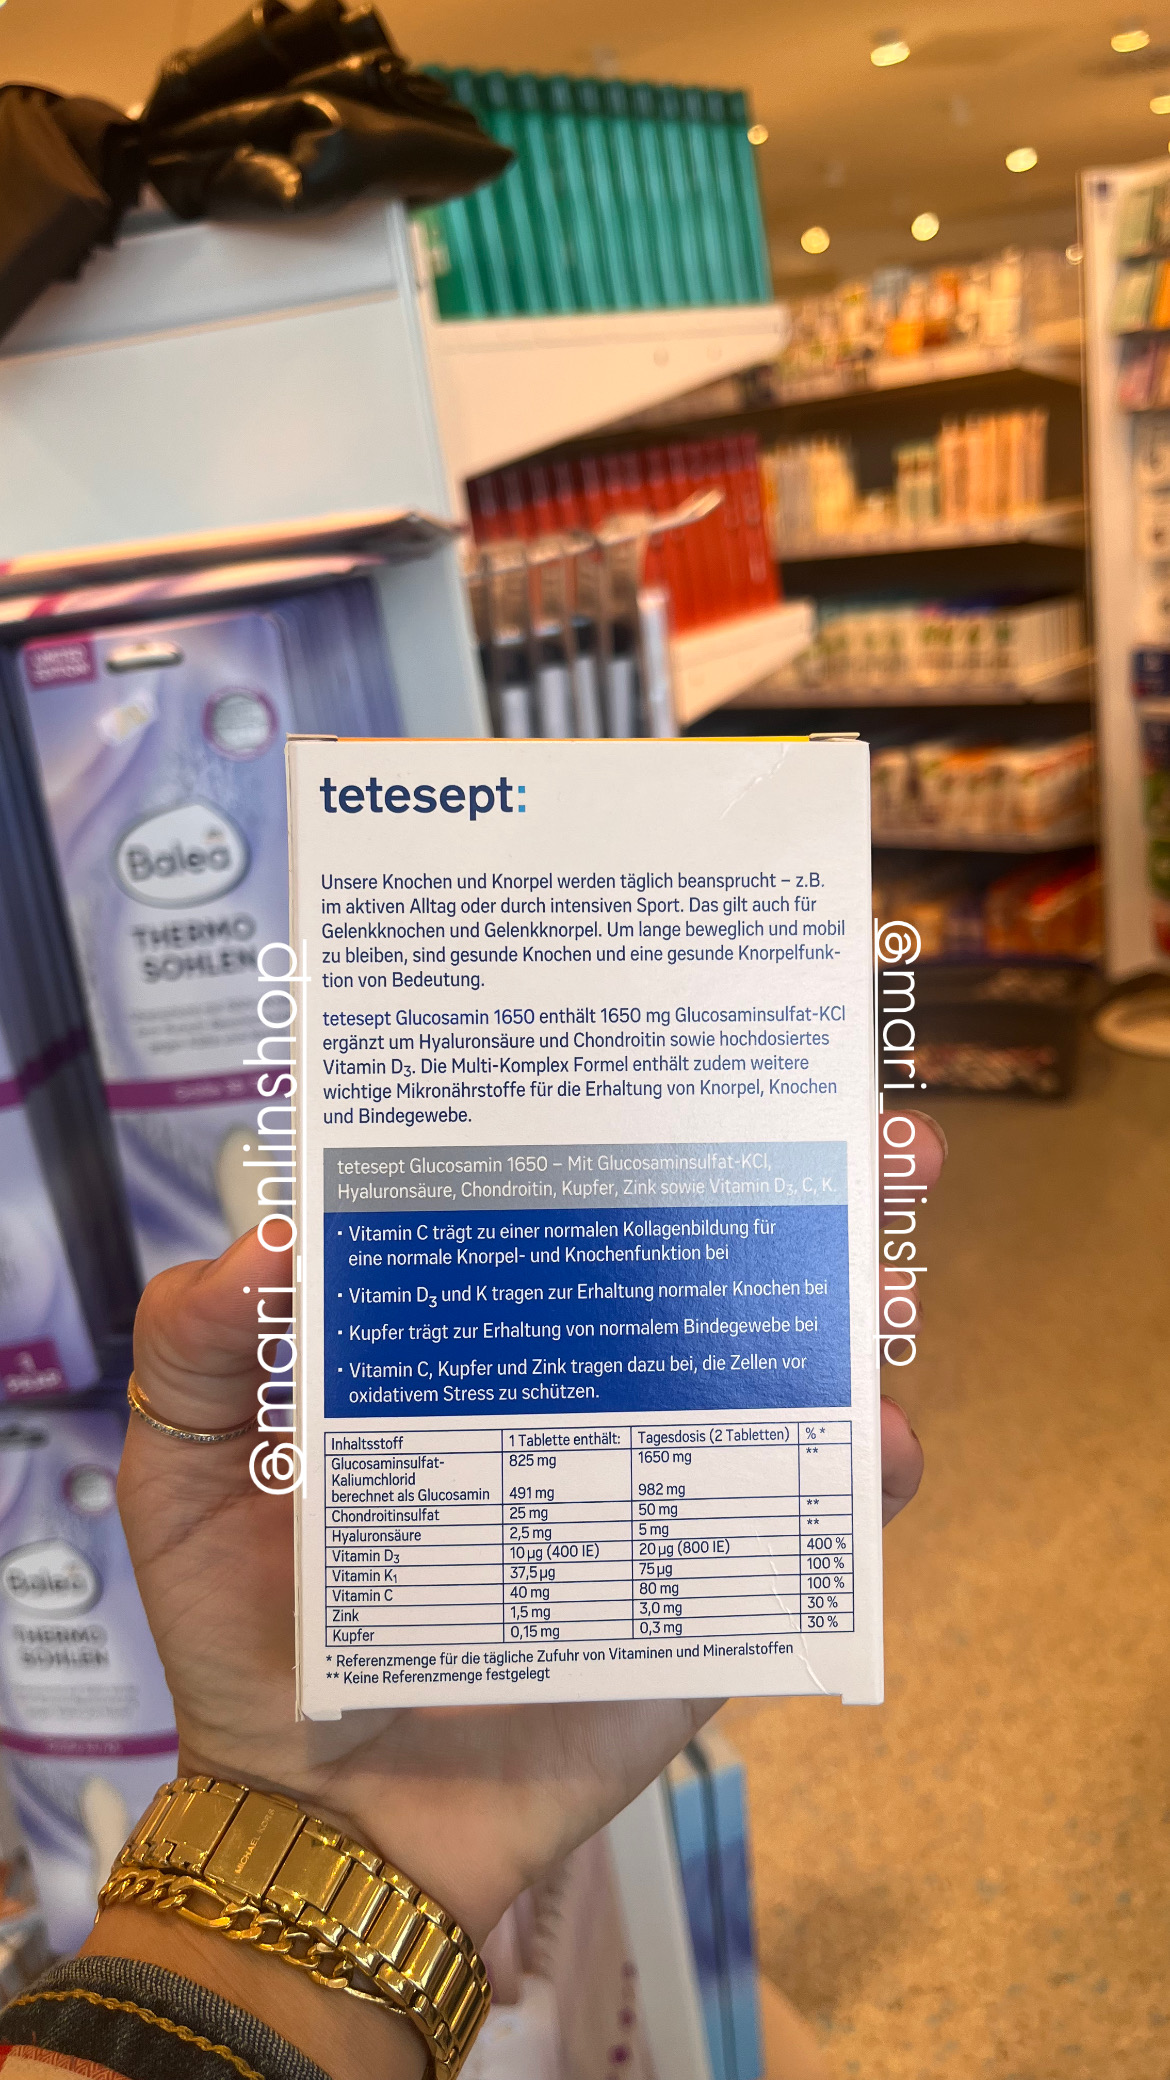 tetesept:
Unsere Knochen und Knorpel werden täglich beansprucht – z.B.
im aktiven Alltag oder durch intensiven Sport. Das gilt auch für
Gelenkknochen und Gelenkknorpel. Um lange beweglich und mobil
zu bleiben, sind gesunde Knochen und eine gesunde Knorpelfunk-
tion von Bedeutung.
tetesept Glucosamin 1650 enthält 1650 mg Glucosaminsulfat-KCl
ergänzt um Hyaluronsäure und Chondroitin sowie hochdosiertes
Vitamin D₃. Die Multi-Komplex Formel enthält zudem weitere
wichtige Mikronährstoffe für die Erhaltung von Knorpel, Knochen
und Bindegewebe.
tetesept Glucosamin 1650 – Mit Glucosaminsulfat-KCl,
Hyaluronsäure, Chondroitin, Kupfer, Zink sowie Vitamin D₃, C, K.
· Vitamin C trägt zu einer normalen Kollagenbildung für
eine normale Knorpel- und Knochenfunktion bei
· Vitamin D₃ und K tragen zur Erhaltung normaler Knochen bei
· Kupfer trägt zur Erhaltung von normalem Bindegewebe bei
· Vitamin C, Kupfer und Zink tragen dazu bei, die Zellen vor
oxidativem Stress zu schützen.
Inhaltsstoff 1 Tablette enthält: Tagesdosis (2 Tabletten) % *
Glucosaminsulfat- 825 mg 1650 mg **
Kaliumchlorid
berechnet als Glucosamin 491 mg 982 mg
Chondroitinsulfat 25 mg 50 mg **
Hyaluronsäure 2,5 mg 5 mg **
Vitamin D₃ 10 µg (400 IE) 20 µg (800 IE) 400 %
Vitamin K₁ 37,5 µg 75 µg 100 %
Vitamin C 40 mg 80 mg 100 %
Zink 1,5 mg 3,0 mg 30 %
Kupfer 0,15 mg 0,3 mg 30 %
* Referenzmenge für die tägliche Zufuhr von Vitaminen und Mineralstoffen
** Keine Referenzmenge festgelegt
@mari_onlinshop
@mari_onlinshop
LIMITED
EDITION
Balea
THERMO
SOHLEN
Balea
THERMO
SOHLEN
MICHAEL KORS